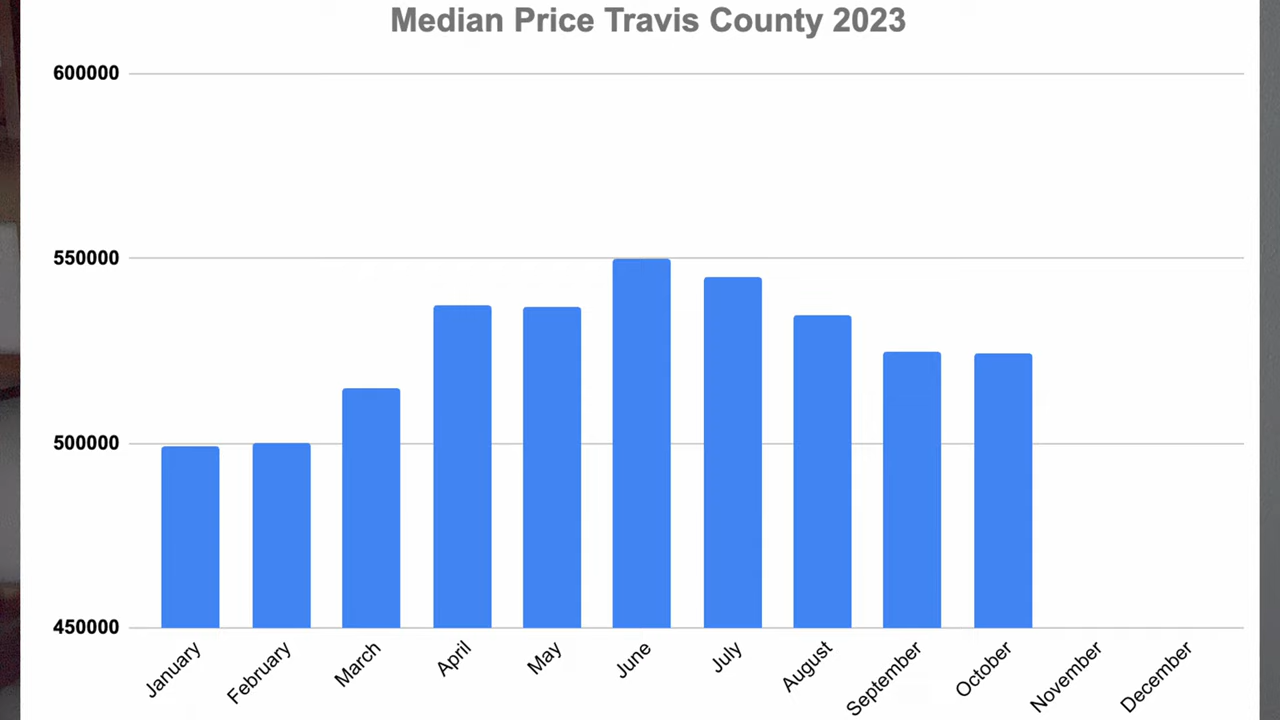 Median Price Travis County 2023
600000
550000
500000
450000
January
February
March
April
May
June
July
August
September
October
November
December